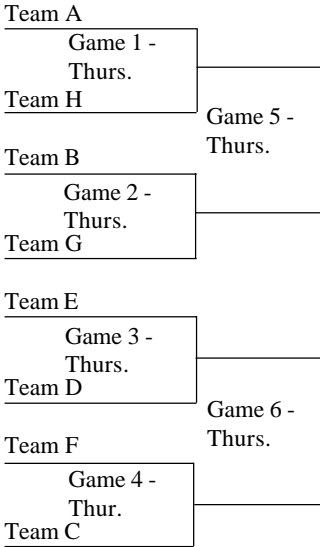 Team A
Game 1 -
Thurs.
Team H
Game 5 -
Thurs.
Team B
Game 2 -
Thurs.
Team G
Team E
Game 3 -
Thurs.
Team D
Game 6 -
Thurs.
Team F
Game 4 -
Thur.
Team C